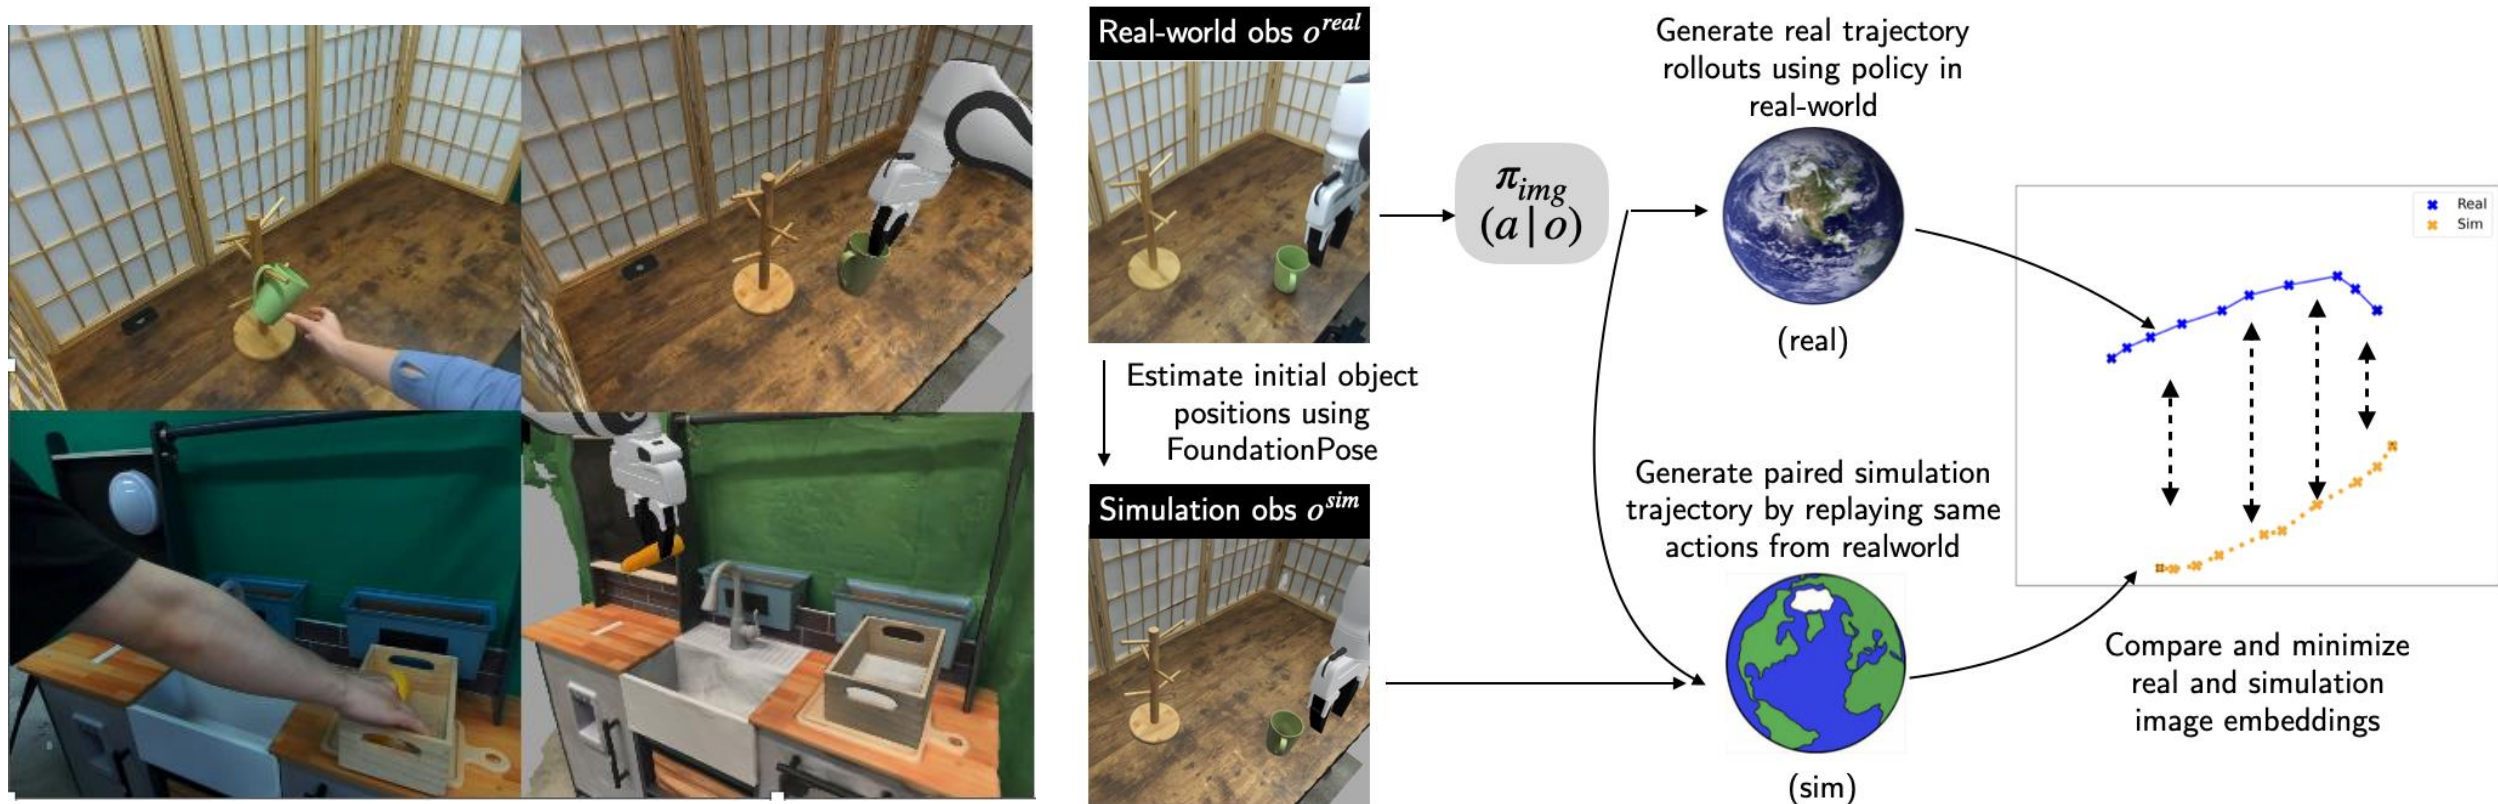 Real-world obs o^real
Generate real trajectory
rollouts using policy in
real-world
π_img
(a|o)
(real)
Real
Sim
Estimate initial object
positions using
FoundationPose
Simulation obs o^sim
Generate paired simulation
trajectory by replaying same
actions from realworld
(sim)
Compare and minimize
real and simulation
image embeddings